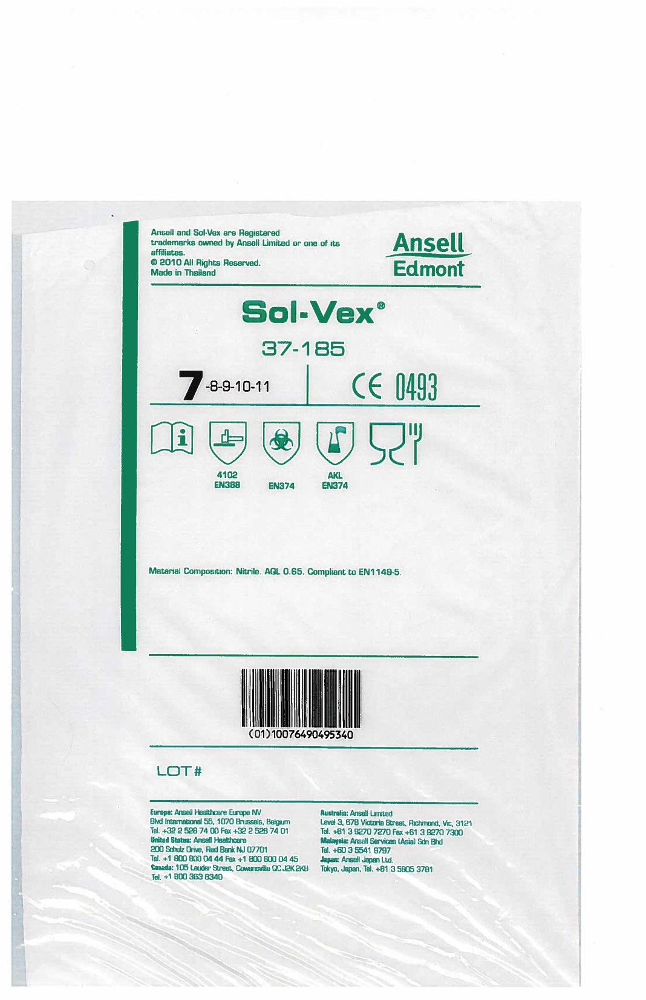 Ansell and Sol-Vex are Registered
trademarks owned by Ansell Limited or one of its
affiliates.
© 2010 All Rights Reserved.
Made in Thailand
Ansell
Edmont
Sol-Vex®
37-185
7-8-9-10-11
CE 0493
i
4102
EN388
EN374
AKL
EN374
Material Composition: Nitrile. AQL 0.65. Compliant to EN1149-5.
(01)10076490495340
LOT #
Europe: Ansell Healthcare Europe NV
Blvd International 55, 1070 Brussels, Belgium
Tel. +32 2 528 74 00 Fax +32 2 528 74 01
United States: Ansell Healthcare
200 Schulz Drive, Red Bank NJ 07701
Tel. +1 800 800 04 44 Fax +1 800 800 04 45
Canada: 105 Lauder Street, Cowansville QC J2K 2K8
Tel. +1 800 363 8340
Australia: Ansell Limited
Level 3, 678 Victoria Street, Richmond, Vic, 3121
Tel. +61 3 9270 7270 Fax +61 3 9270 7300
Malaysia: Ansell Services (Asia) Sdn Bhd
Tel. +60 3 5541 9797
Japan: Ansell Japan Ltd.
Tokyo, Japan, Tel. +81 3 5805 3781